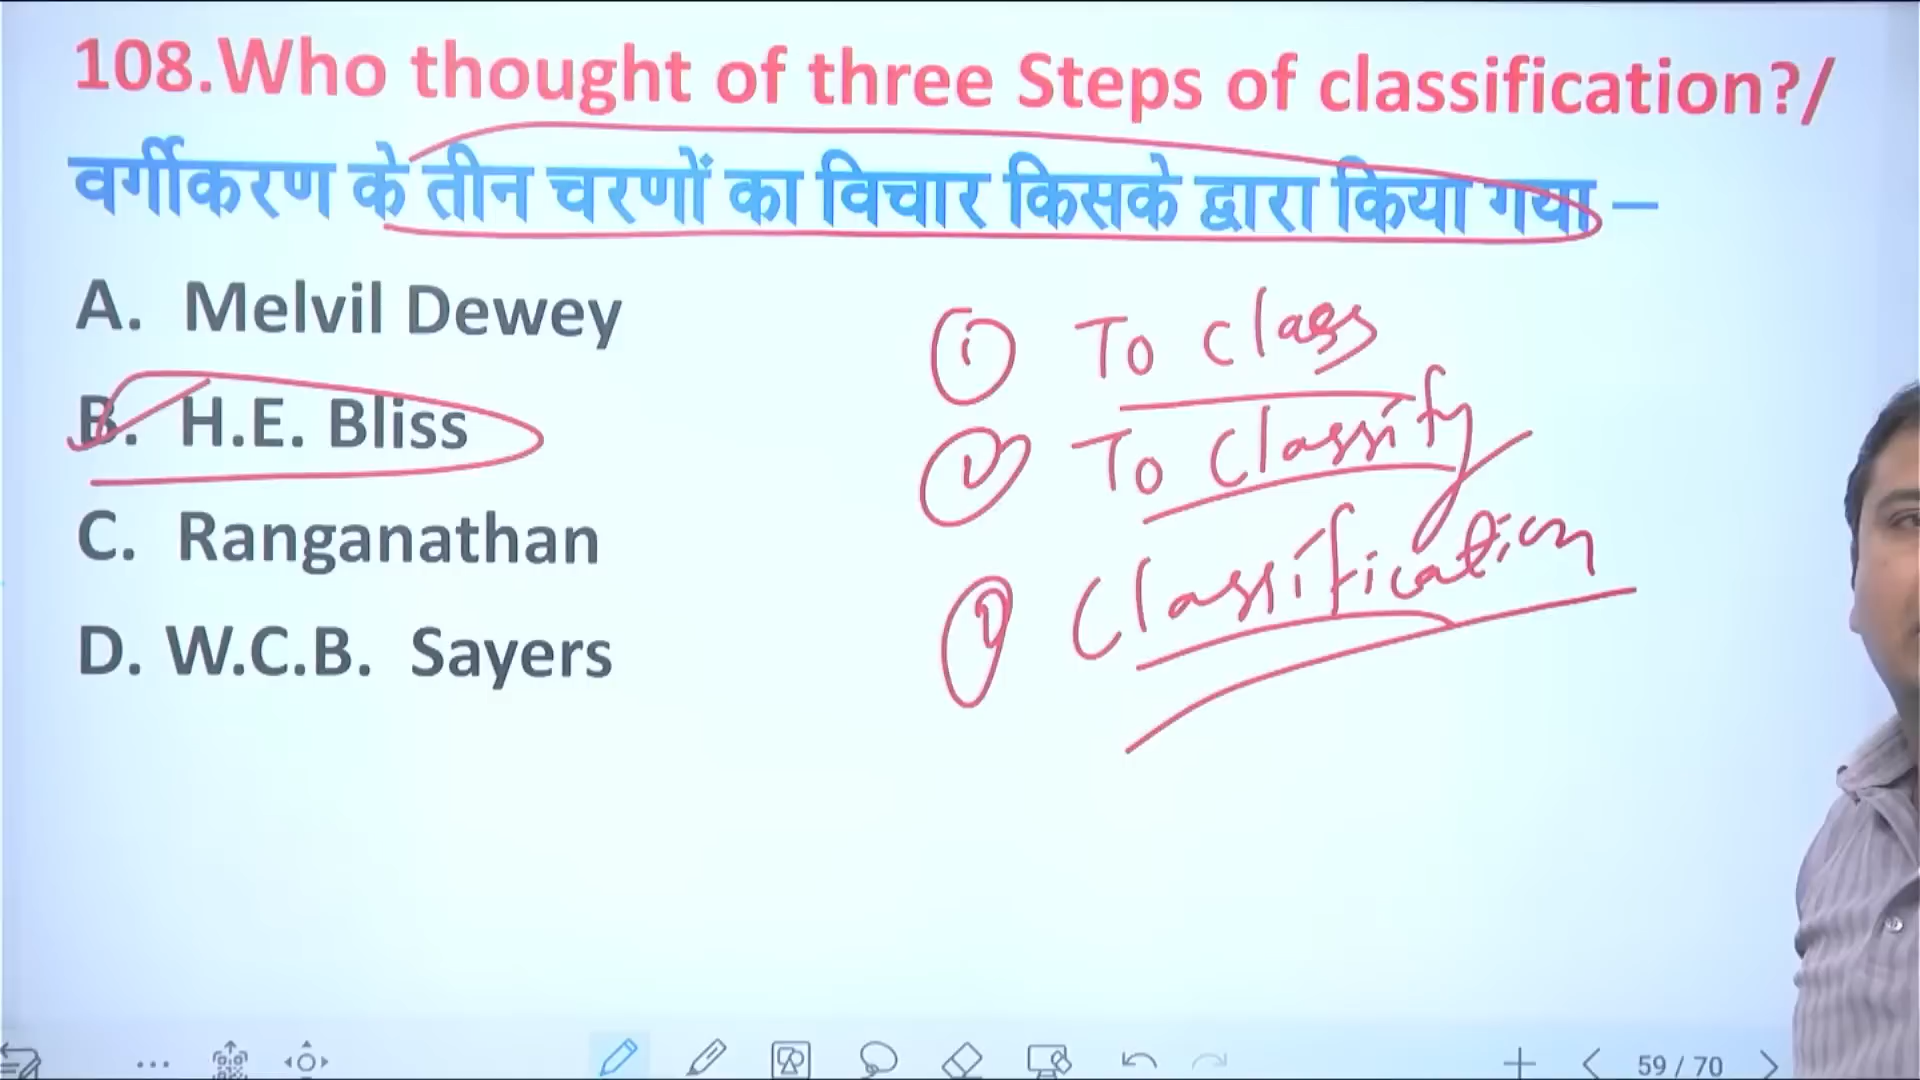 108.Who thought of three Steps of classification?/
वर्गीकरण के तीन चरणों का विचार किसके द्वारा किया गया –
A. Melvil Dewey
B. H.E. Bliss
C. Ranganathan
D. W.C.B. Sayers
① To class
To Classify
Classification
59 / 70